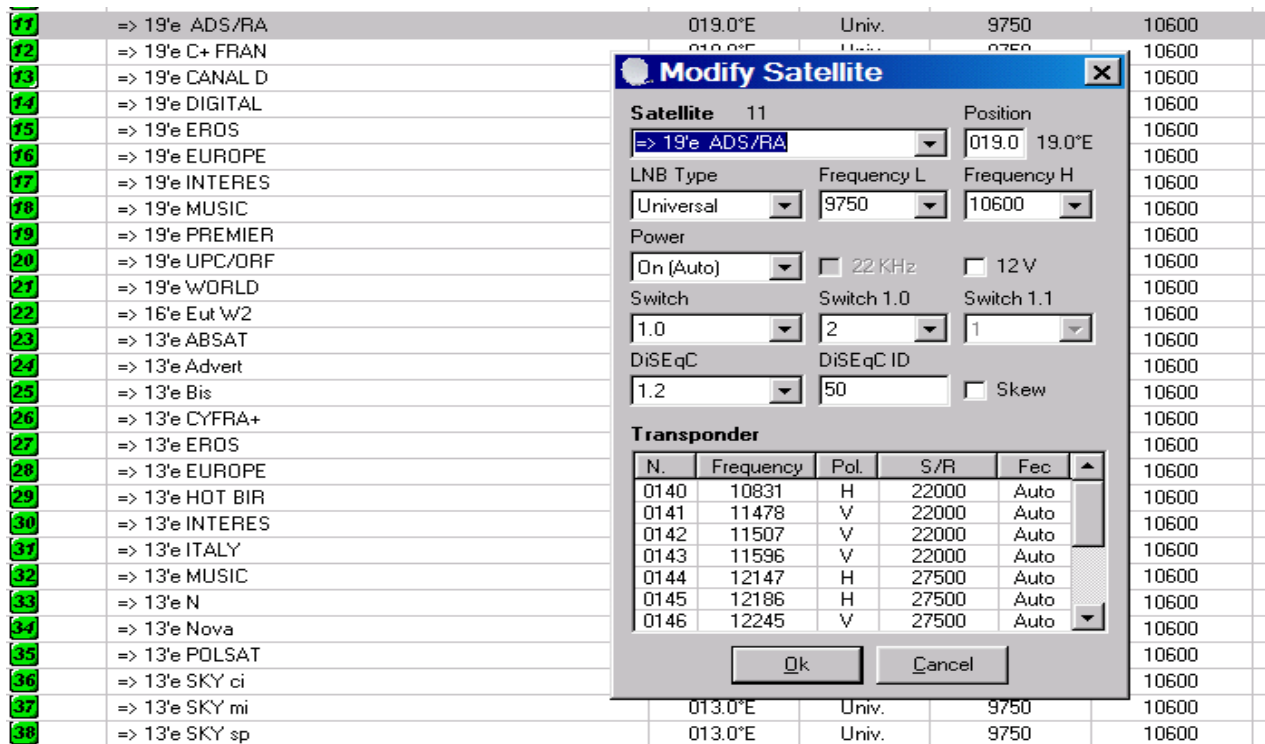 11 => 19'e ADS/RA 019.0°E Univ. 9750 10600
12 => 19'e C+ FRAN 019.0°E Univ. 9750 10600
13 => 19'e CANAL D 10600
14 => 19'e DIGITAL 10600
15 => 19'e EROS 10600
16 => 19'e EUROPE 10600
17 => 19'e INTERES 10600
18 => 19'e MUSIC 10600
19 => 19'e PREMIER 10600
20 => 19'e UPC/ORF 10600
21 => 19'e WORLD 10600
22 => 16'e Eut W2 10600
23 => 13'e ABSAT 10600
24 => 13'e Advert 10600
25 => 13'e Bis 10600
26 => 13'e CYFRA+ 10600
27 => 13'e EROS 10600
28 => 13'e EUROPE 10600
29 => 13'e HOT BIR 10600
30 => 13'e INTERES 10600
31 => 13'e ITALY 10600
32 => 13'e MUSIC 10600
33 => 13'e N 10600
34 => 13'e Nova 10600
35 => 13'e POLSAT 10600
36 => 13'e SKY ci 10600
37 => 13'e SKY mi 013.0°E Univ. 9750 10600
38 => 13'e SKY sp 013.0°E Univ. 9750 10600
Modify Satellite
Satellite 11 Position
=> 19'e ADS/RA 019.0 19.0°E
LNB Type Frequency L Frequency H
Universal 9750 10600
Power
On (Auto) 22 KHz 12 V
Switch Switch 1.0 Switch 1.1
1.0 2 1
DiSEqC DiSEqC ID
1.2 50 Skew
Transponder
N. Frequency Pol. S/R Fec
0140 10831 H 22000 Auto
0141 11478 V 22000 Auto
0142 11507 V 22000 Auto
0143 11596 V 22000 Auto
0144 12147 H 27500 Auto
0145 12186 H 27500 Auto
0146 12245 V 27500 Auto
Ok Cancel